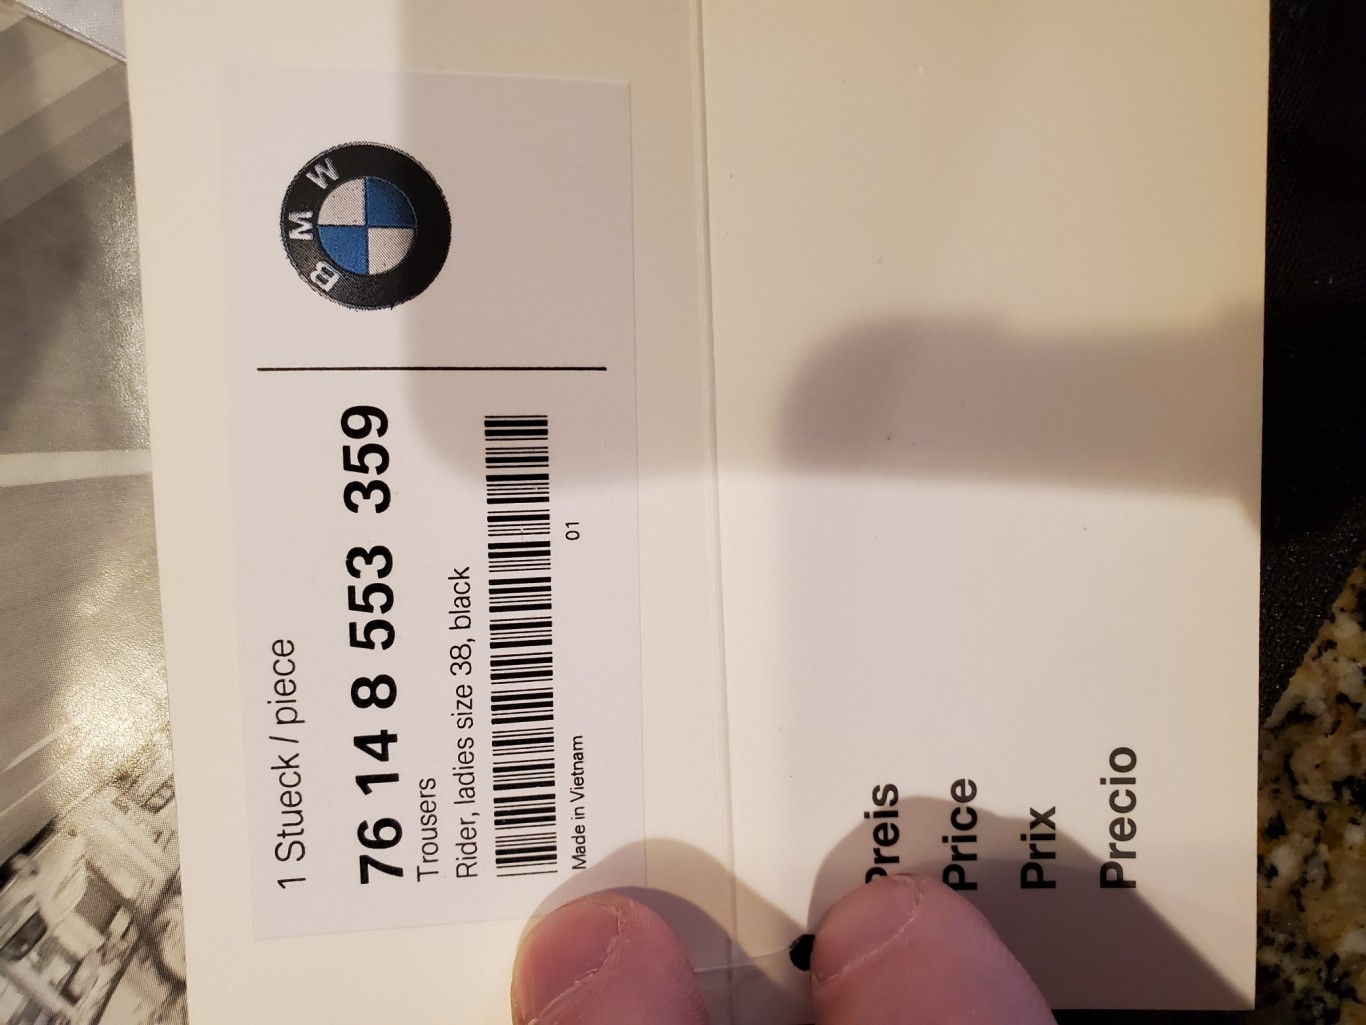 BMW
1 Stueck / piece
76 14 8 553 359
Trousers
Rider, ladies size 38, black
Made in Vietnam 01
Preis
Price
Prix
Precio